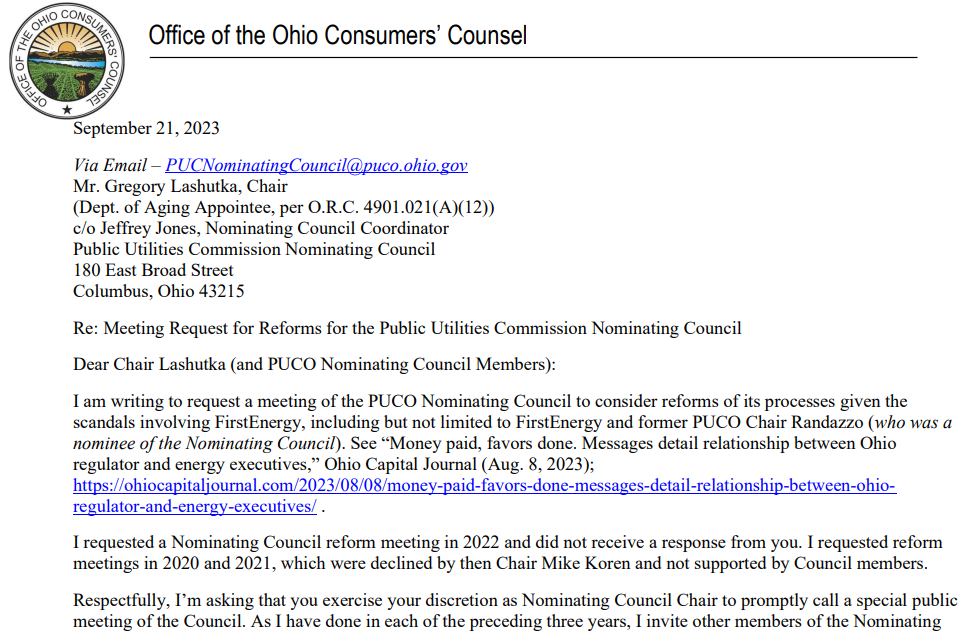 OFFICE OF THE OHIO CONSUMERS' COUNSEL
Office of the Ohio Consumers’ Counsel
September 21, 2023
Via Email – PUCNominatingCouncil@puco.ohio.gov
Mr. Gregory Lashutka, Chair
(Dept. of Aging Appointee, per O.R.C. 4901.021(A)(12))
c/o Jeffrey Jones, Nominating Council Coordinator
Public Utilities Commission Nominating Council
180 East Broad Street
Columbus, Ohio 43215
Re: Meeting Request for Reforms for the Public Utilities Commission Nominating Council
Dear Chair Lashutka (and PUCO Nominating Council Members):
I am writing to request a meeting of the PUCO Nominating Council to consider reforms of its processes given the
scandals involving FirstEnergy, including but not limited to FirstEnergy and former PUCO Chair Randazzo (who was a
nominee of the Nominating Council). See “Money paid, favors done. Messages detail relationship between Ohio
regulator and energy executives,” Ohio Capital Journal (Aug. 8, 2023);
https://ohiocapitaljournal.com/2023/08/08/money-paid-favors-done-messages-detail-relationship-between-ohio-
regulator-and-energy-executives/ .
I requested a Nominating Council reform meeting in 2022 and did not receive a response from you. I requested reform
meetings in 2020 and 2021, which were declined by then Chair Mike Koren and not supported by Council members.
Respectfully, I’m asking that you exercise your discretion as Nominating Council Chair to promptly call a special public
meeting of the Council. As I have done in each of the preceding three years, I invite other members of the Nominating